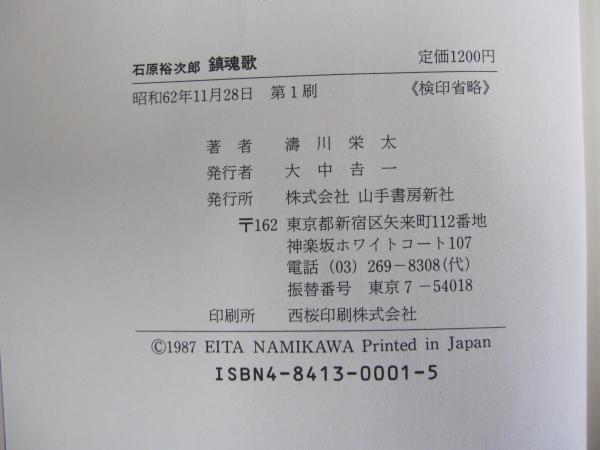 石原裕次郎 鎮魂歌 定価1200円
昭和62年11月28日 第1刷 《検印省略》
著者 濤川栄太
発行者 大中𠮷一
発行所 株式会社 山手書房新社
〒162 東京都新宿区矢来町112番地
神楽坂ホワイトコート107
電話(03)269-8308(代)
振替番号 東京7-54018
印刷所 西桜印刷株式会社
©1987 EITA NAMIKAWA Printed in Japan
ISBN4-8413-0001-5